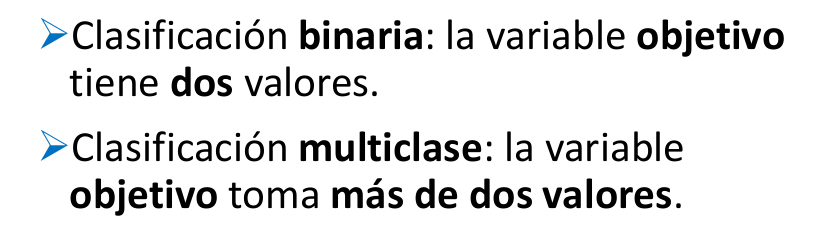 ➢Clasificación binaria: la variable objetivo
tiene dos valores.
➢Clasificación multiclase: la variable
objetivo toma más de dos valores.